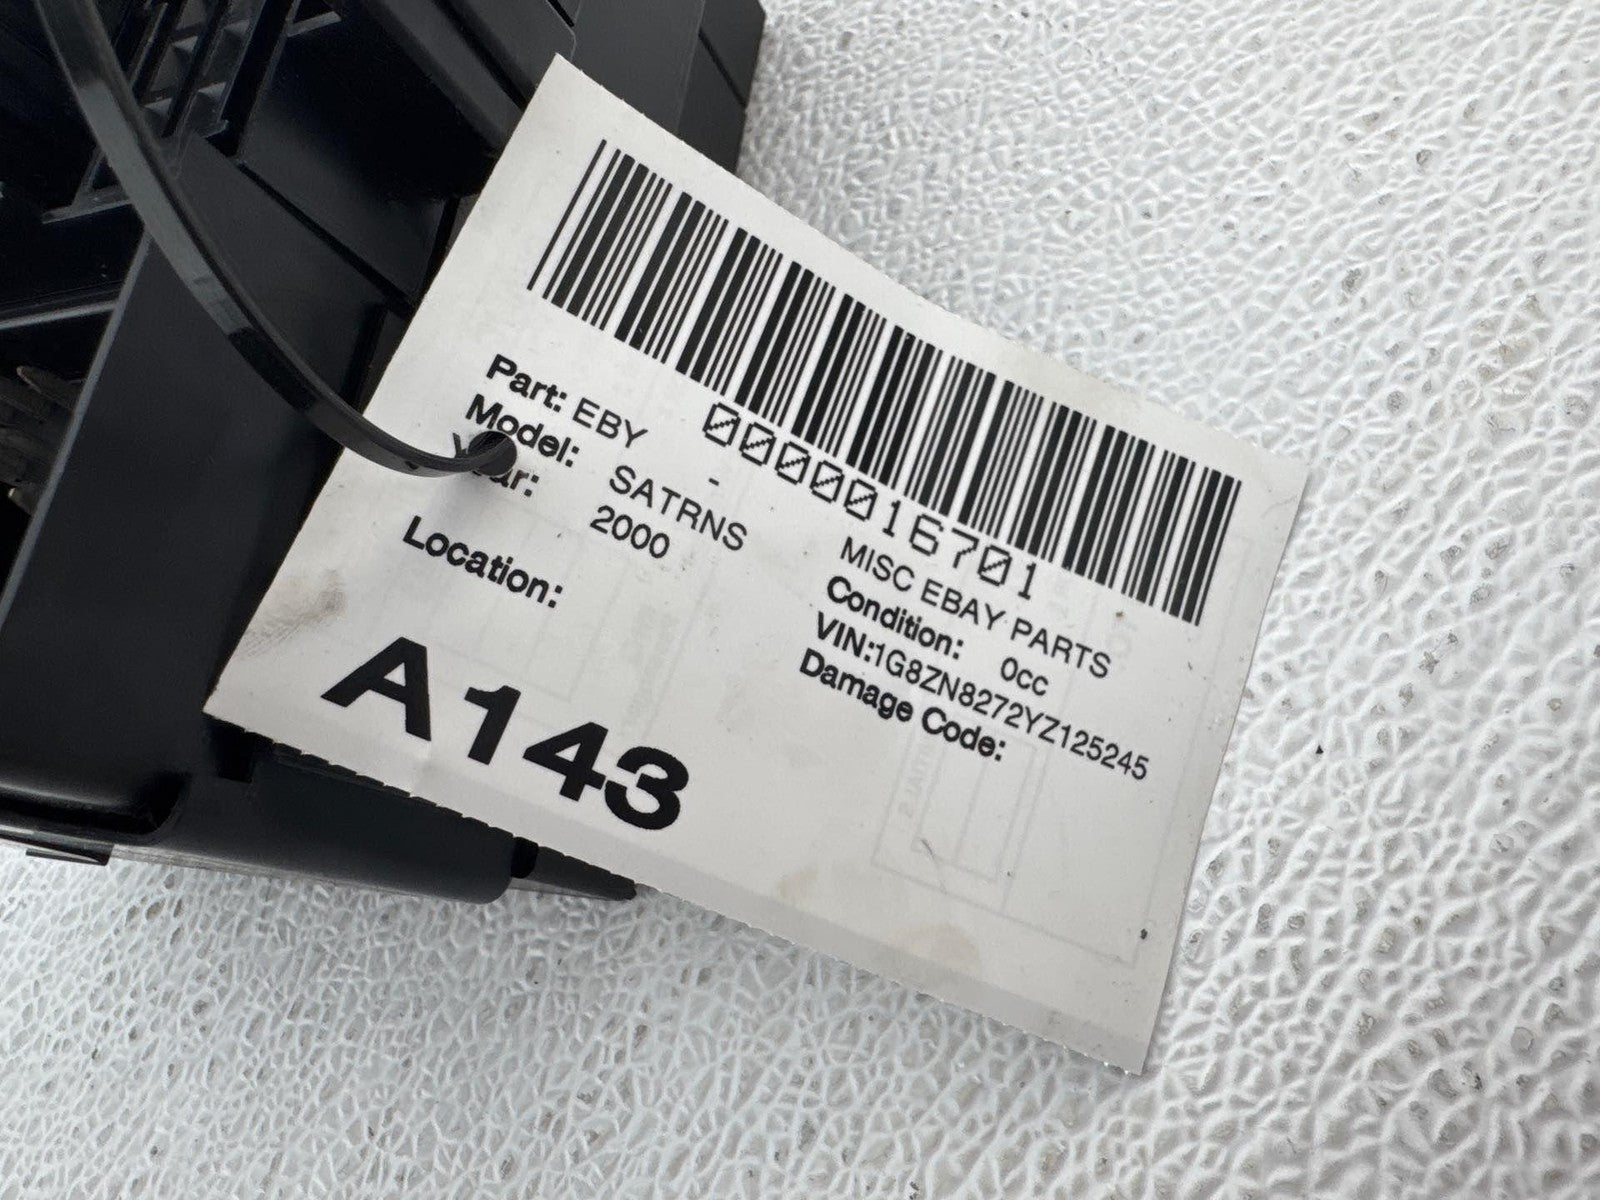 0000016701
Part: EBY - MISC EBAY PARTS
Model: SATRNS Condition: 0cc
2000 VIN:1G8ZN8272YZ125245
Location: Damage Code:
A143